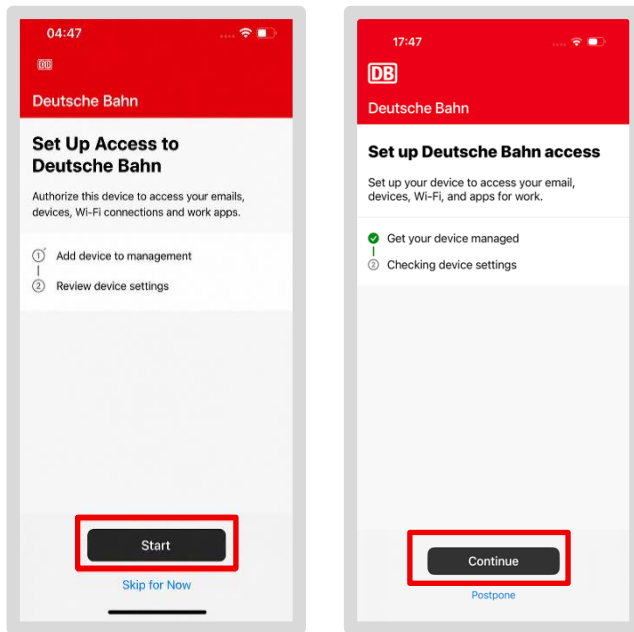 04:47
DB
Deutsche Bahn
Set Up Access to
Deutsche Bahn
Authorize this device to access your emails,
devices, Wi-Fi connections and work apps.
1 Add device to management
2 Review device settings
Start
Skip for Now
17:47
DB
Deutsche Bahn
Set up Deutsche Bahn access
Set up your device to access your email,
devices, Wi-Fi, and apps for work.
Get your device managed
2 Checking device settings
Continue
Postpone